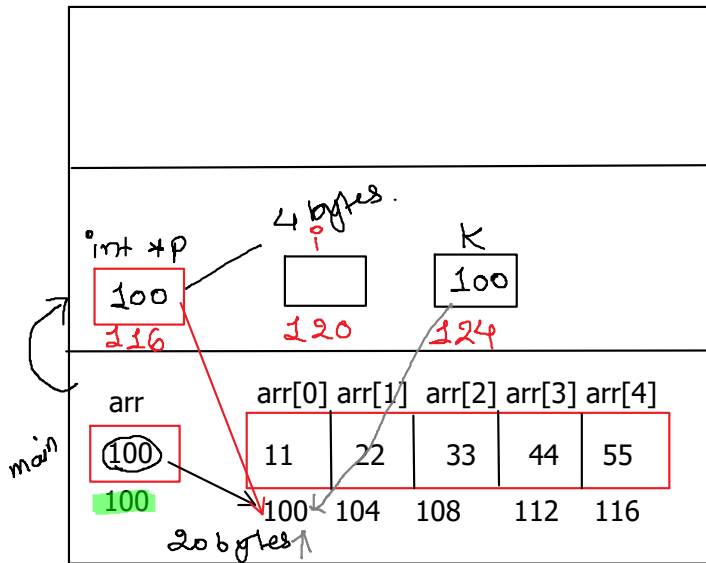 4 bytes.
int *p i K
100 100
116 120 124
arr arr[0] arr[1] arr[2] arr[3] arr[4]
main 100 11 22 33 44 55
100 100 104 108 112 116
20 bytes